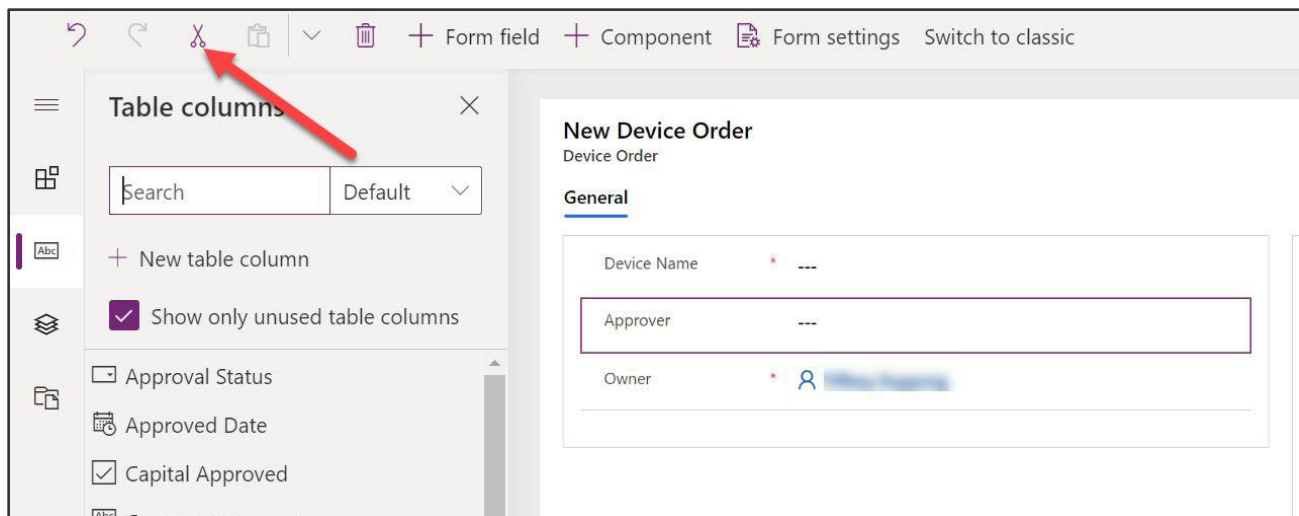 Form field
Component
Form settings
Switch to classic
Table columns
Search
Default
New table column
Show only unused table columns
Approval Status
Approved Date
Capital Approved
Abc
New Device Order
Device Order
General
Device Name * ---
Approver ---
Owner *